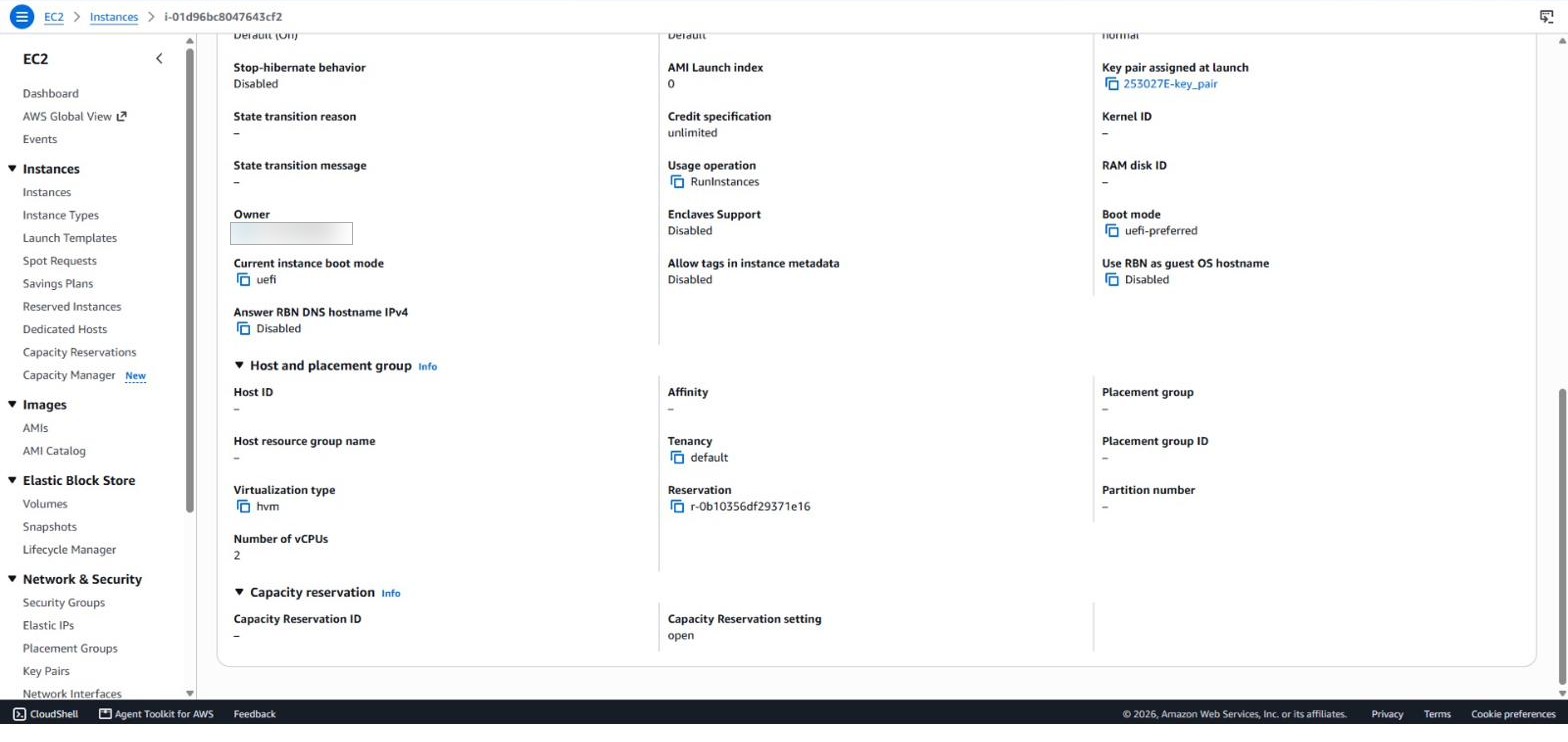 EC2 > Instances > i-01d96bc8047643cf2
EC2
Dashboard
AWS Global View
Events
Instances
Instances
Instance Types
Launch Templates
Spot Requests
Savings Plans
Reserved Instances
Dedicated Hosts
Capacity Reservations
Capacity Manager New
Images
AMIs
AMI Catalog
Elastic Block Store
Volumes
Snapshots
Lifecycle Manager
Network & Security
Security Groups
Elastic IPs
Placement Groups
Key Pairs
Network Interfaces
Default (On)
Default
normal
Stop-hibernate behavior
Disabled
AMI Launch index
0
Key pair assigned at launch
253027E-key_pair
State transition reason
–
Credit specification
unlimited
Kernel ID
–
State transition message
–
Usage operation
RunInstances
RAM disk ID
–
Owner
Enclaves Support
Disabled
Boot mode
uefi-preferred
Current instance boot mode
uefi
Allow tags in instance metadata
Disabled
Use RBN as guest OS hostname
Disabled
Answer RBN DNS hostname IPv4
Disabled
Host and placement group Info
Host ID
–
Affinity
–
Placement group
–
Host resource group name
–
Tenancy
default
Placement group ID
–
Virtualization type
hvm
Reservation
r-0b10356df29371e16
Partition number
–
Number of vCPUs
2
Capacity reservation Info
Capacity Reservation ID
–
Capacity Reservation setting
open
CloudShell Agent Toolkit for AWS Feedback © 2026, Amazon Web Services, Inc. or its affiliates. Privacy Terms Cookie preferences